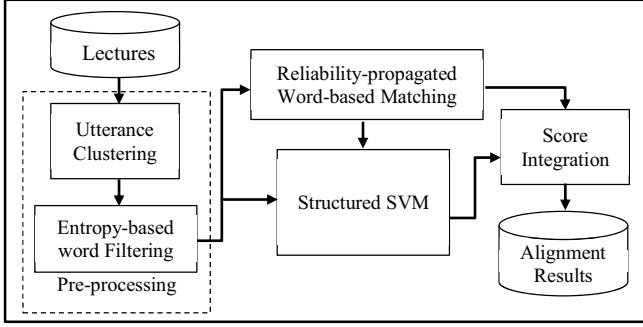 Lectures
Utterance
Clustering
Entropy-based
word Filtering
Pre-processing
Reliability-propagated
Word-based Matching
Structured SVM
Score
Integration
Alignment
Results